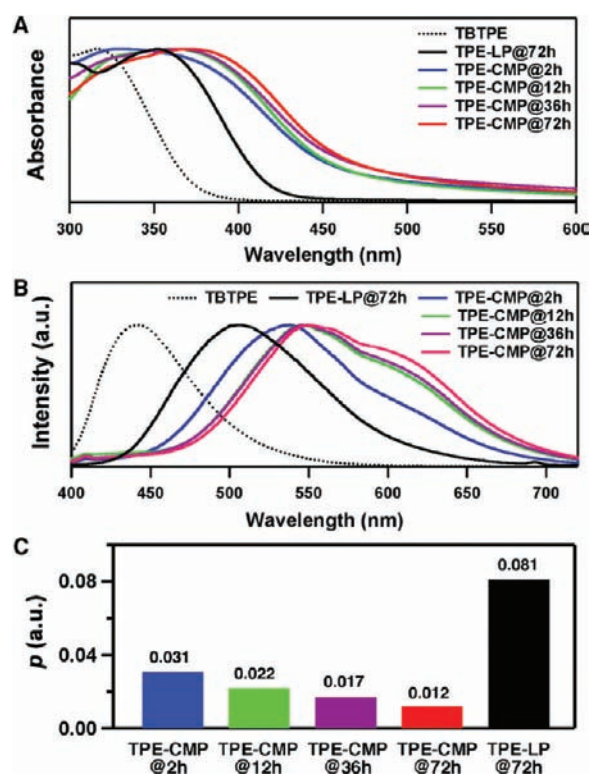 A
TBTPE
TPE-LP@72h
TPE-CMP@2h
TPE-CMP@12h
TPE-CMP@36h
TPE-CMP@72h
Absorbance
300 350 400 450 500 550 600
Wavelength (nm)
B
TBTPE TPE-LP@72h TPE-CMP@2h
TPE-CMP@12h
TPE-CMP@36h
TPE-CMP@72h
Intensity (a.u.)
400 450 500 550 600 650 700
Wavelength (nm)
C
p (a.u.)
0.08
0.04
0.00
0.031
0.022
0.017
0.012
0.081
TPE-CMP TPE-CMP TPE-CMP TPE-CMP TPE-LP
@2h @12h @36h @72h @72h